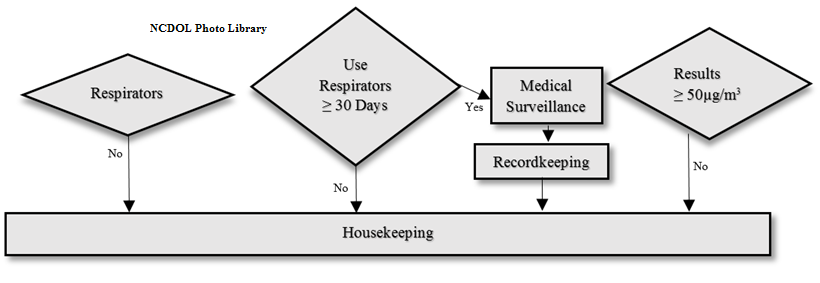 NCDOL Photo Library
Respirators
Use
Respirators
≥ 30 Days
Yes
Medical
Surveillance
Recordkeeping
Results
≥ 50µg/m³
No
No
No
Housekeeping